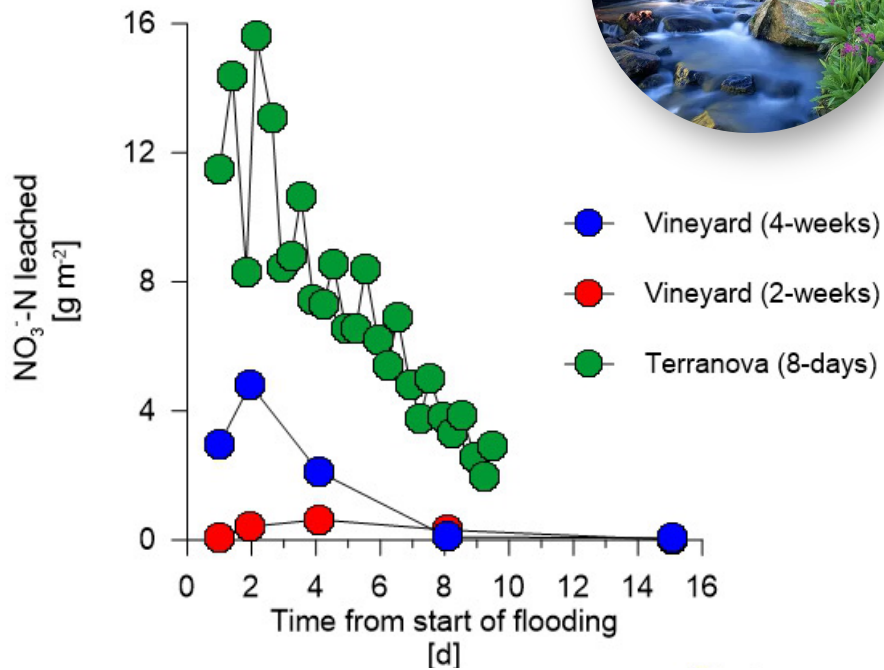 16
12
8
4
0
NO₃⁻-N leached
[g m⁻²]
Vineyard (4-weeks)
Vineyard (2-weeks)
Terranova (8-days)
0 2 4 6 8 10 12 14 16
Time from start of flooding
[d]